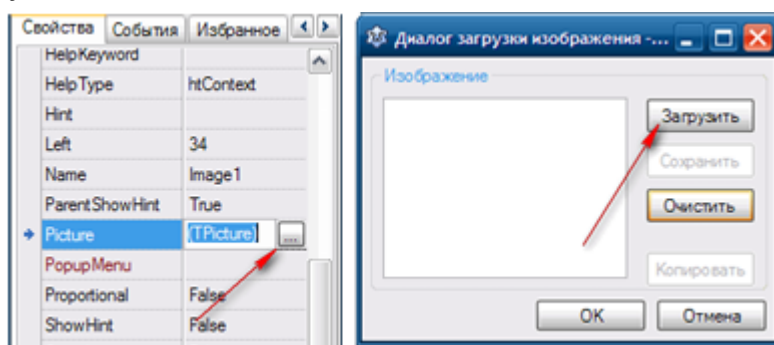 Свойства События Избранное
HelpKeyword
HelpType htContext
Hint
Left 34
Name Image1
ParentShowHint True
Picture (TPicture) ...
PopupMenu
Proportional False
ShowHint False
Диалог загрузки изображения -...
Изображение
Загрузить
Сохранить
Очистить
Копировать
OK Отмена